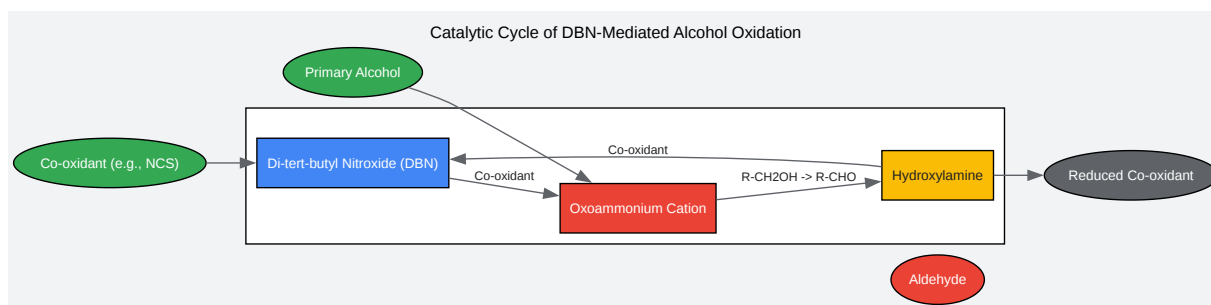 Catalytic Cycle of DBN-Mediated Alcohol Oxidation
Primary Alcohol
Co-oxidant (e.g., NCS)
Di-tert-butyl Nitroxide (DBN)
Co-oxidant
Co-oxidant
Oxoammonium Cation
R-CH2OH -> R-CHO
Hydroxylamine
Reduced Co-oxidant
Aldehyde